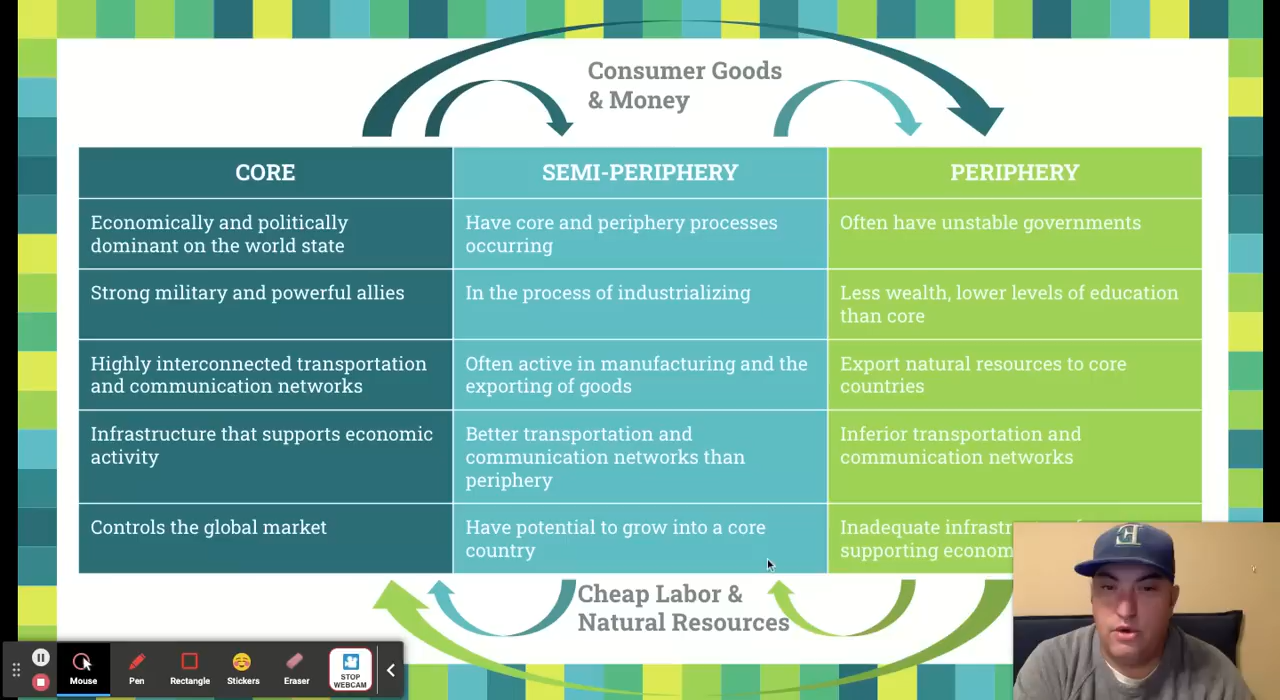 Consumer Goods
& Money
CORE
SEMI-PERIPHERY
PERIPHERY
Economically and politically
dominant on the world state
Have core and periphery processes
occurring
Often have unstable governments
Strong military and powerful allies
In the process of industrializing
Less wealth, lower levels of education
than core
Highly interconnected transportation
and communication networks
Often active in manufacturing and the
exporting of goods
Export natural resources to core
countries
Infrastructure that supports economic
activity
Better transportation and
communication networks than
periphery
Inferior transportation and
communication networks
Controls the global market
Have potential to grow into a core
country
Inadequate
supporting
Cheap Labor &
Natural Resources
Mouse
Pen
Rectangle
Stickers
Eraser
STOP
WEBCAM